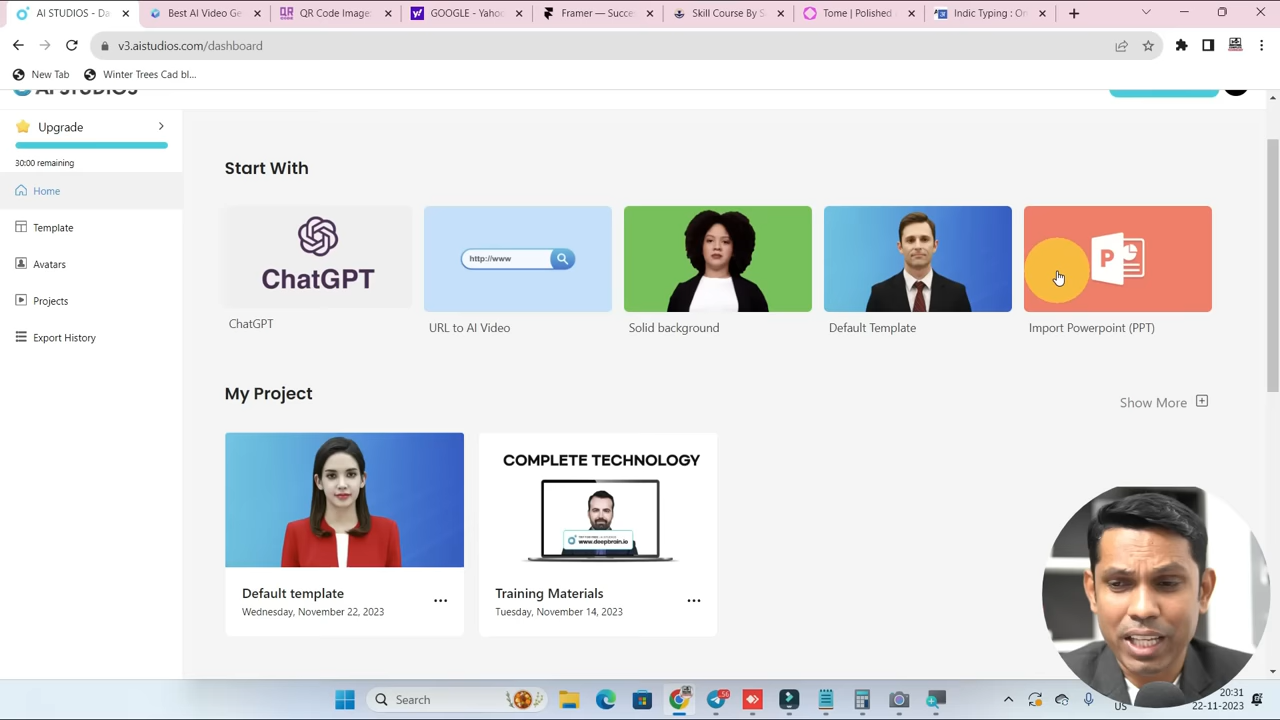 AI STUDIOS - Da
Best AI Video Ge
QR Code Image
GOOGLE - Yahoo
Framer — Succe
Skill Course By S
Tome | Polished
Indic Typing : On
v3.aistudios.com/dashboard
New Tab
Winter Trees Cad bl...
AI STUDIOS
Upgrade
30:00 remaining
Home
Template
Avatars
Projects
Export History
Start With
ChatGPT
http://www
P
ChatGPT
URL to AI Video
Solid background
Default Template
Import Powerpoint (PPT)
My Project
Show More
COMPLETE TECHNOLOGY
www.deepbrain.io
Default template
Wednesday, November 22, 2023
Training Materials
Tuesday, November 14, 2023
Search
US
20:31
22-11-2023